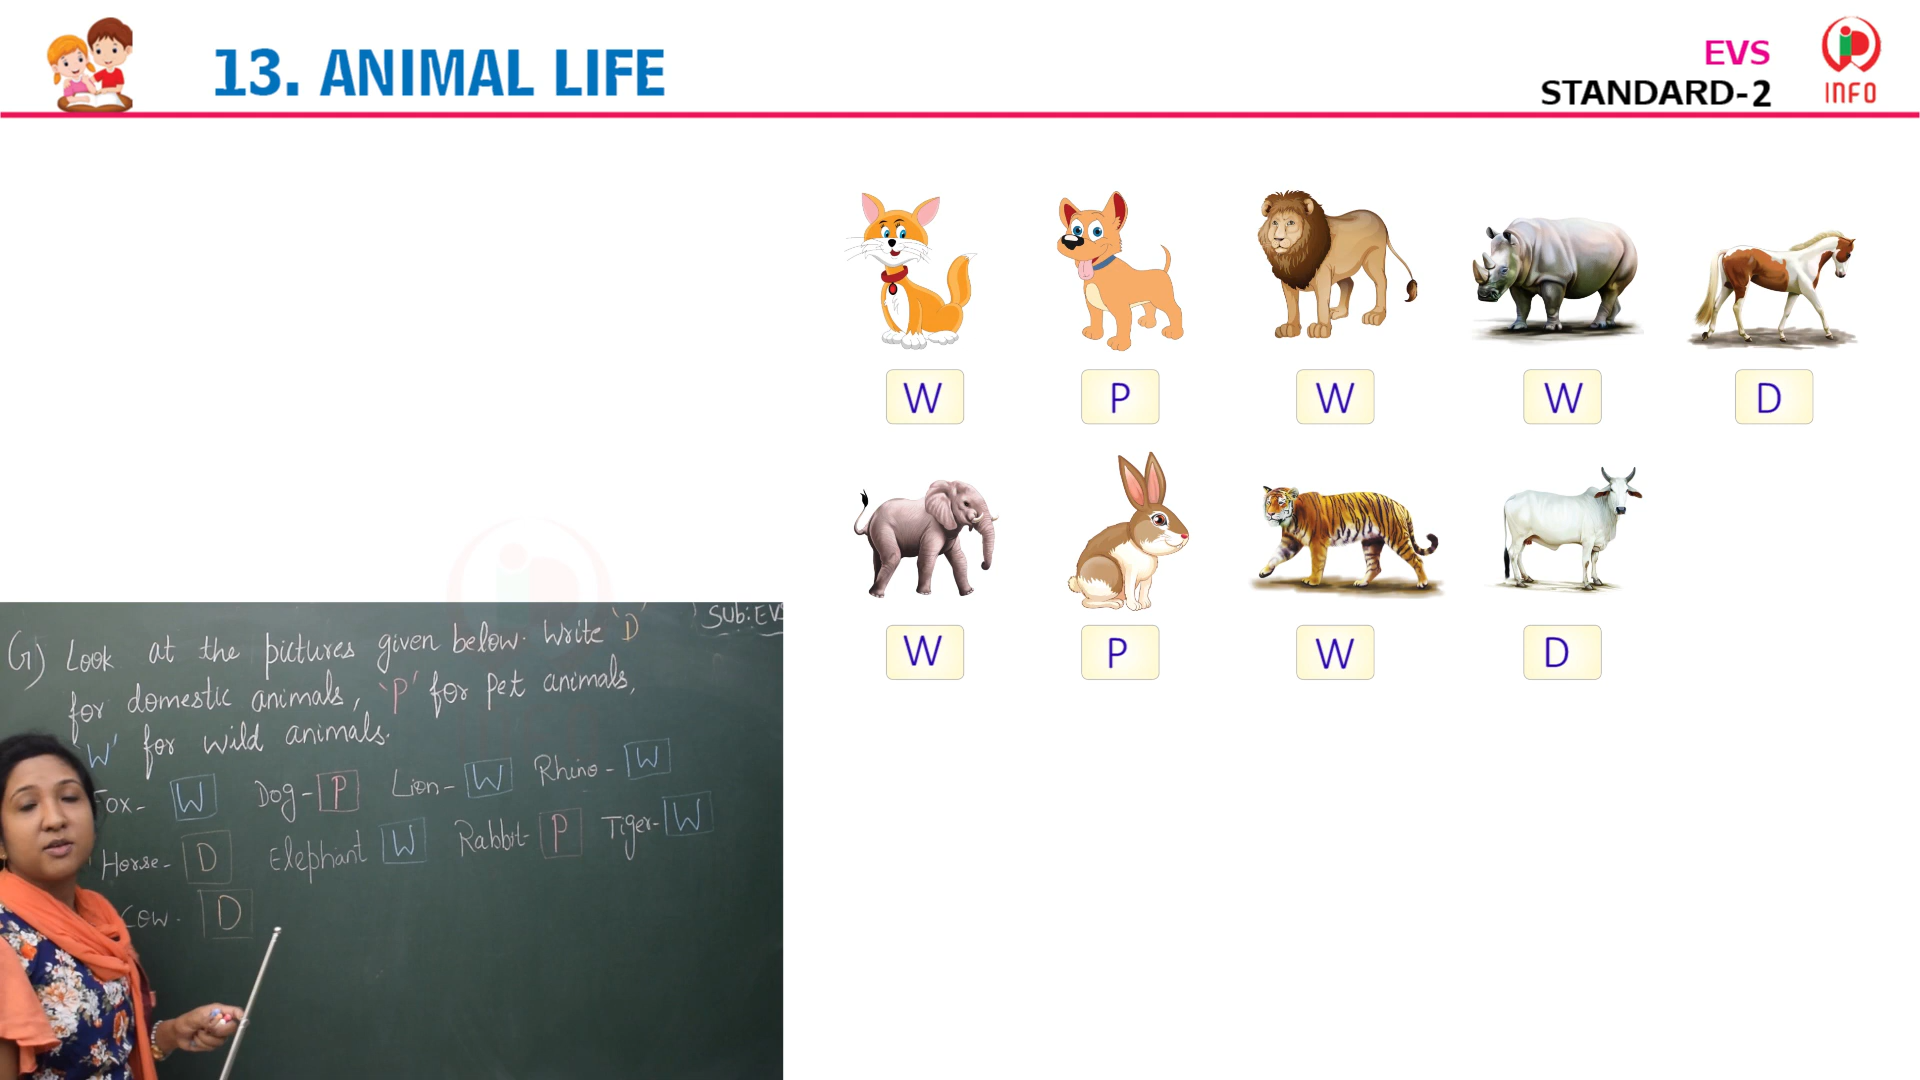 13. ANIMAL LIFE
EVS
STANDARD-2
INFO
W P W W D
W P W D
Sub: EVS
G) Look at the pictures given below. Write 'D'
for domestic animals, 'P' for Pet animals,
'W' for wild animals.
Fox- W Dog- P Lion- W Rhino- W
Horse- D Elephant W Rabbit- P Tiger- W
Cow- D